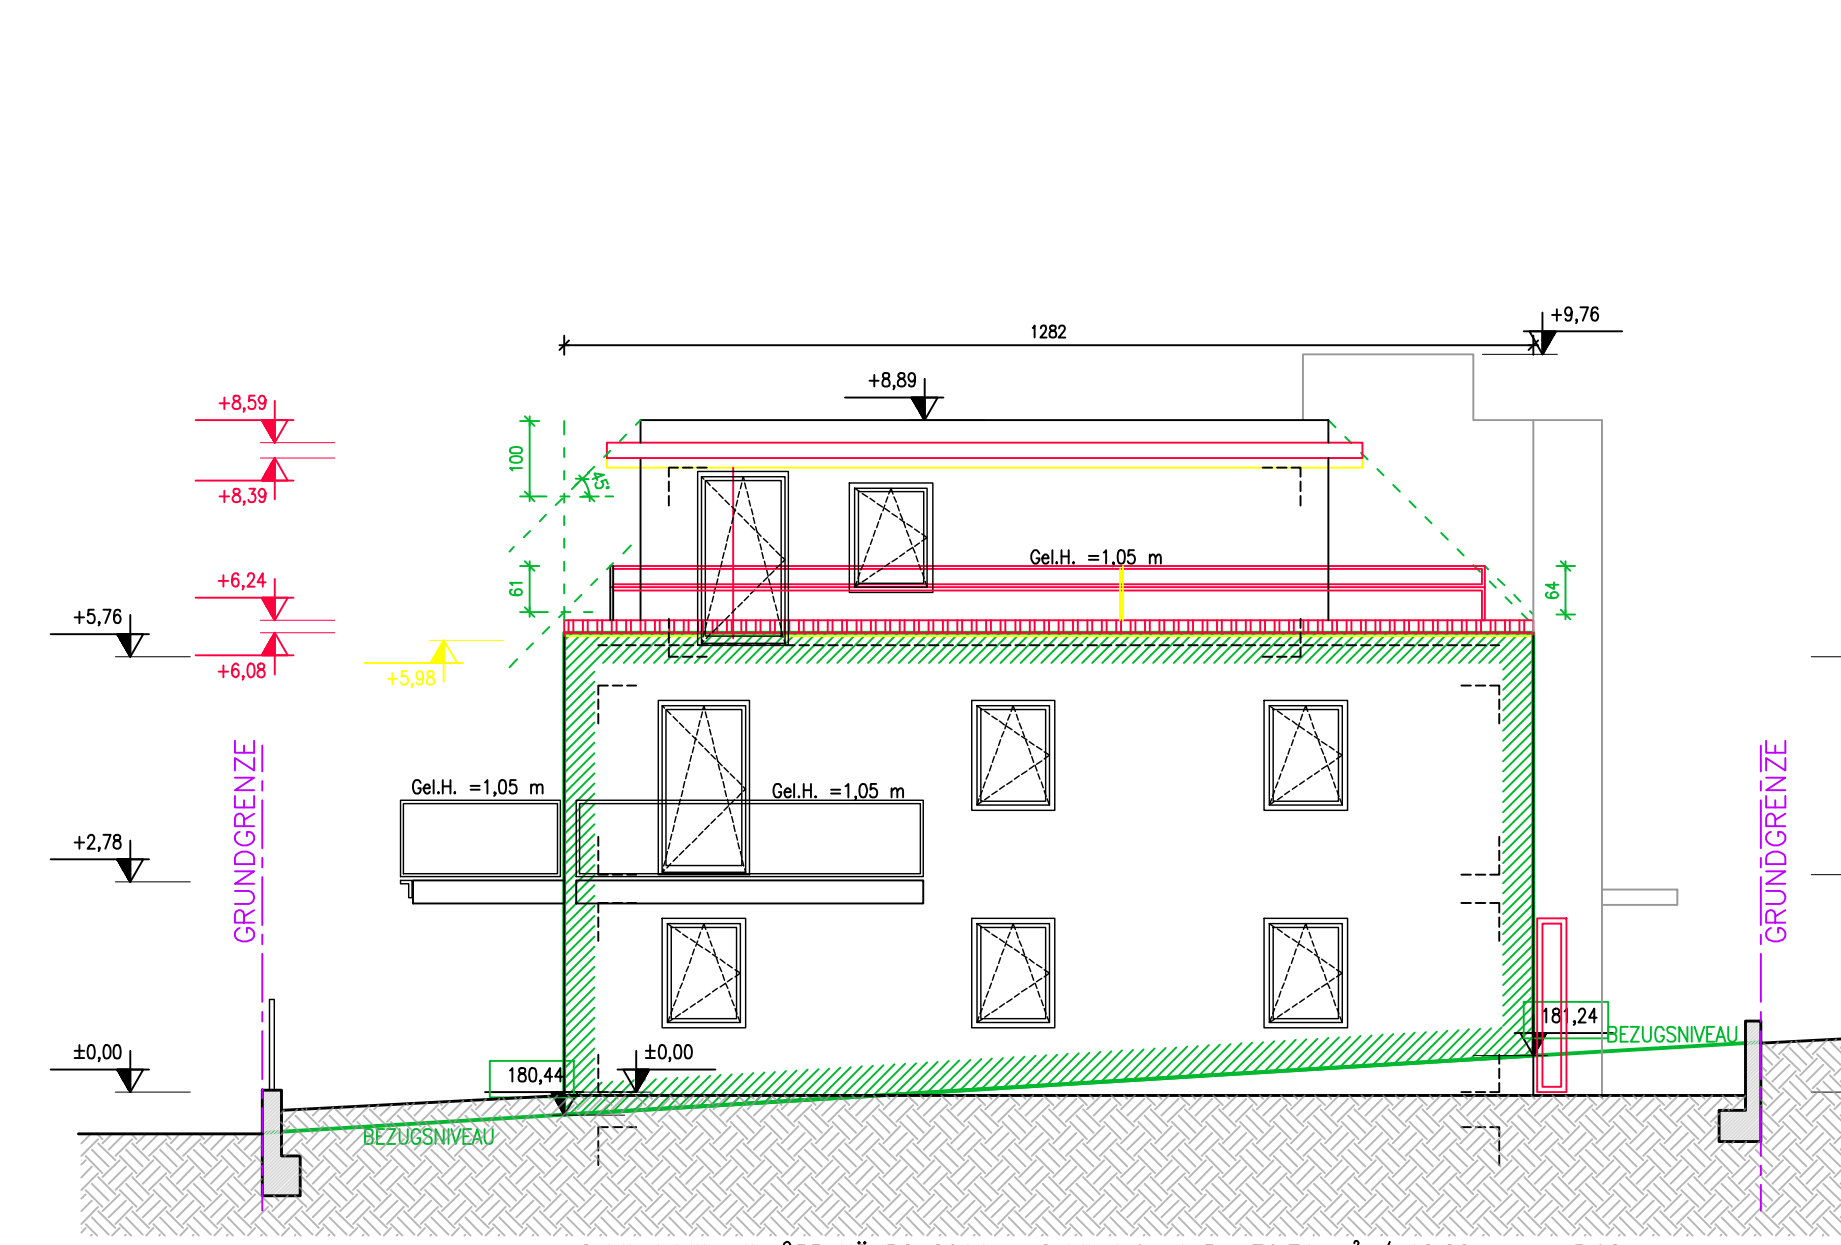 1282
+9,76
+8,89
+8,59
+8,39
100
45°
Gel.H. =1.05 m
+6,24
61
64
+5,76
+6,08
+5,98
GRUNDGRENZE
GRUNDGRENZE
Gel.H. =1,05 m
Gel.H. =1,05 m
+2,78
181,24
BEZUGSNIVEAU
±0,00
±0,00
180,44
BEZUGSNIVEAU